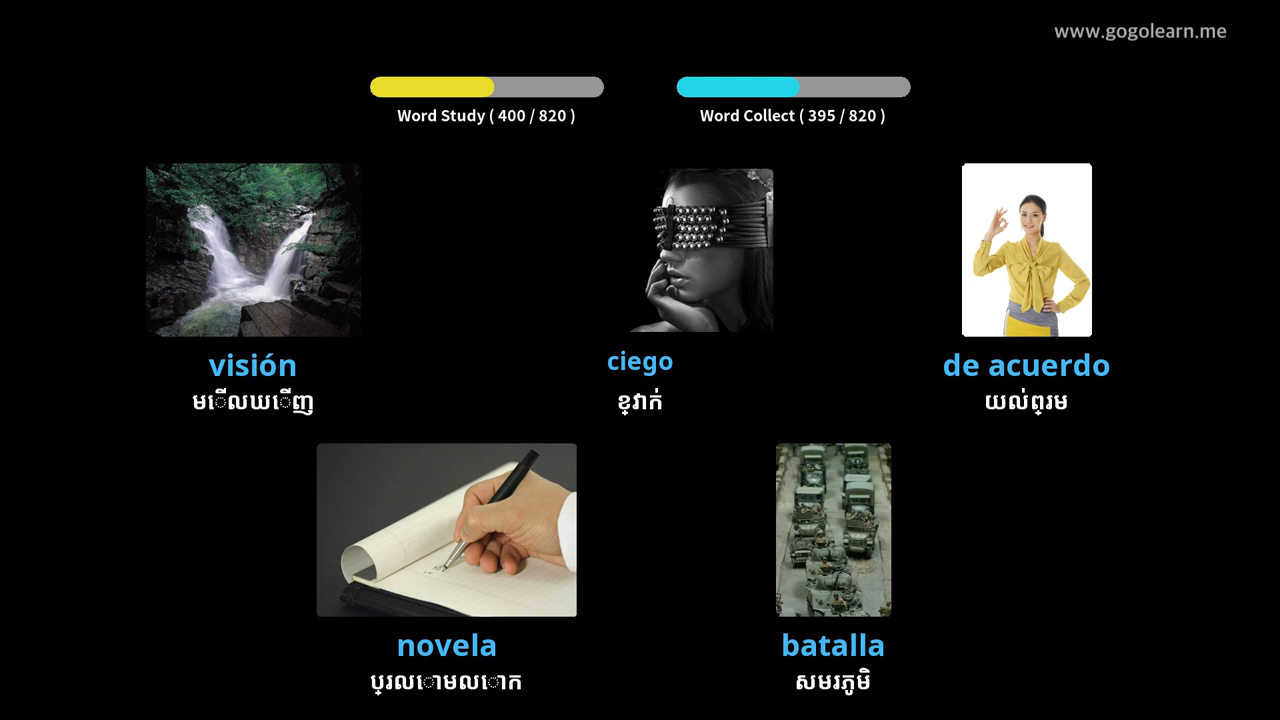 www.gogolearn.me
Word Study ( 400 / 820 )
Word Collect ( 395 / 820 )
visión
មើលឃើញ
ciego
ខ្វាក់
de acuerdo
យល់ព្រម
novela
ប្រលោមលោក
batalla
សមរភូមិ